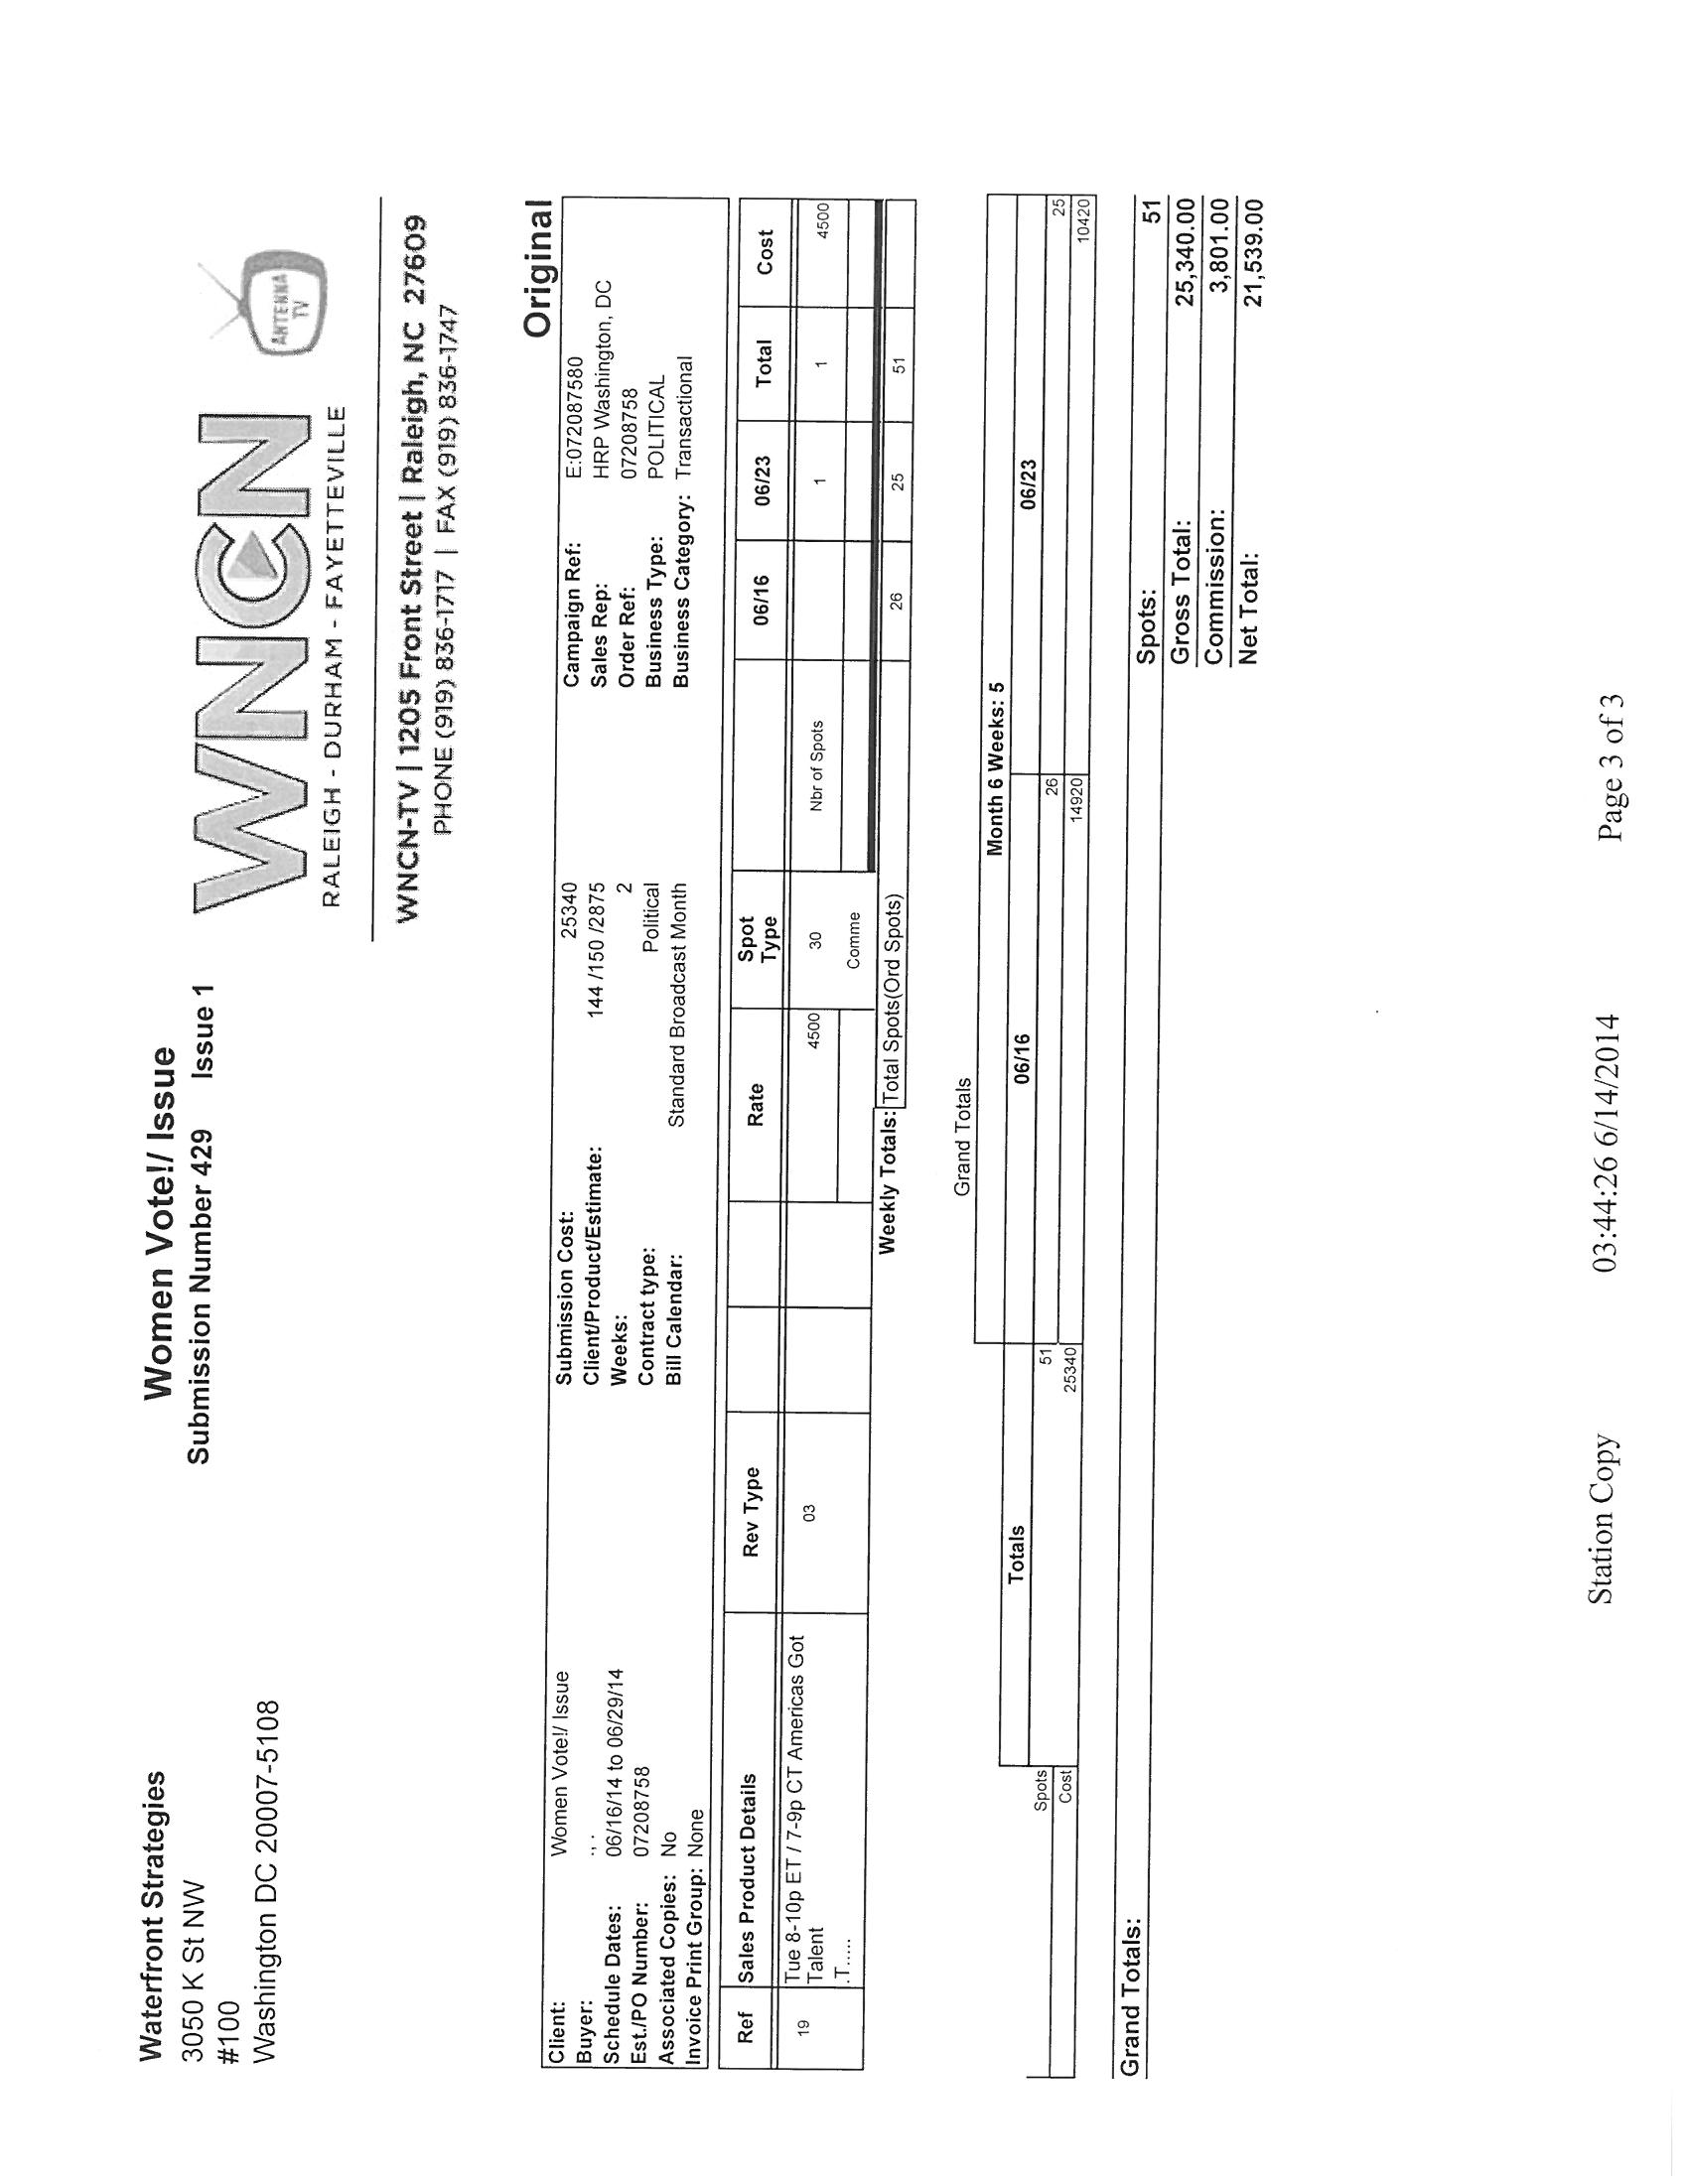 Waterfront Strategies
3050 K St NW
#100
Washington DC 20007-5108
Women Vote!/ Issue
Submission Number 429 Issue 1
WNCN
ANTENNA
TV
RALEIGH - DURHAM - FAYETTEVILLE
WNCN-TV | 1205 Front Street | Raleigh, NC 27609
PHONE (919) 836-1717 | FAX (919) 836-1747
Original
Client: Women Vote!/ Issue Submission Cost: 25340 Campaign Ref: E:072087580
Buyer: ., . Client/Product/Estimate: 144 /150 /2875 Sales Rep: HRP Washington, DC
Schedule Dates: 06/16/14 to 06/29/14 Weeks: 2 Order Ref: 07208758
Est./PO Number: 07208758 Contract type: Political Business Type: POLITICAL
Associated Copies: No Bill Calendar: Standard Broadcast Month Business Category: Transactional
Invoice Print Group: None
Ref Sales Product Details Rev Type Rate Spot Type 06/16 06/23 Total Cost
19 Tue 8-10p ET / 7-9p CT Americas Got 03 4500 30 Nbr of Spots 1 1 4500
Talent
.T..... Comme
Weekly Totals: Total Spots(Ord Spots) 26 25 51
Grand Totals
Month 6 Weeks: 5
Totals 06/16 06/23
Spots 51 26 25
Cost 25340 14920 10420
Grand Totals: Spots: 51
Gross Total: 25,340.00
Commission: 3,801.00
Net Total: 21,539.00
Station Copy 03:44:26 6/14/2014 Page 3 of 3